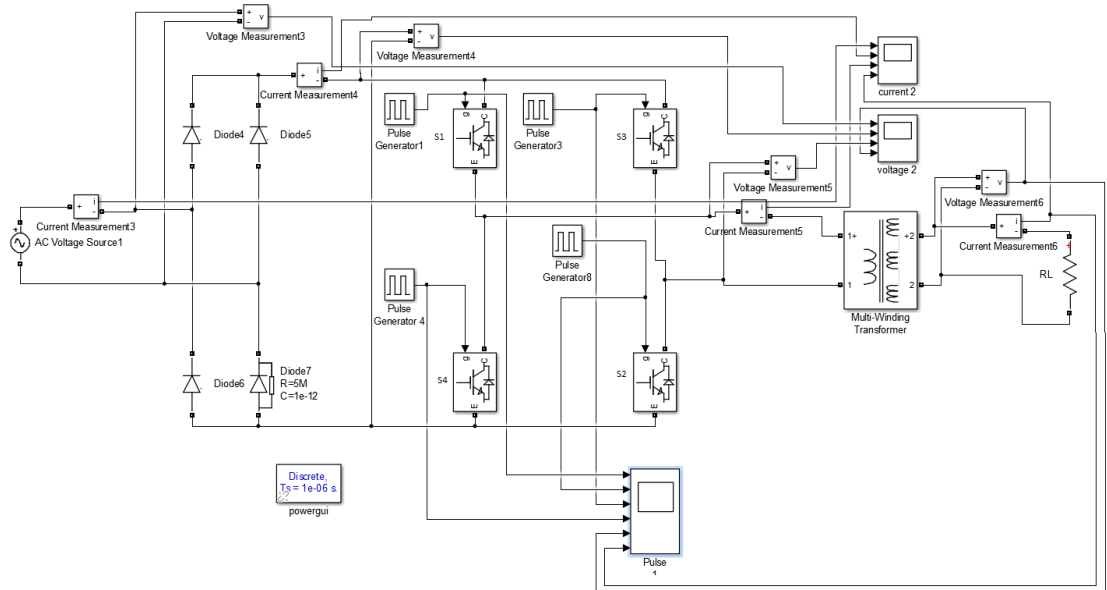 +
-
v
Voltage Measurement3
+
-
v
Voltage Measurement4
+
i
-
Current Measurement4
current 2
Diode4
Diode5
Pulse
Generator1
g
C
E
S1
Pulse
Generator3
g
C
E
S3
voltage 2
+
-
v
Voltage Measurement5
+
-
v
Voltage Measurement6
+
i
-
Current Measurement3
+
i
-
Current Measurement5
+
i
-
Current Measurement6
+
AC Voltage Source1
1+
+2
1
2
Multi-Winding
Transformer
+
RL
Pulse
Generator8
Pulse
Generator 4
Diode6
Diode7
R=5M
C=1e-12
g
C
E
S4
g
C
E
S2
Discrete,
Ts = 1e-06 s.
powergui
Pulse